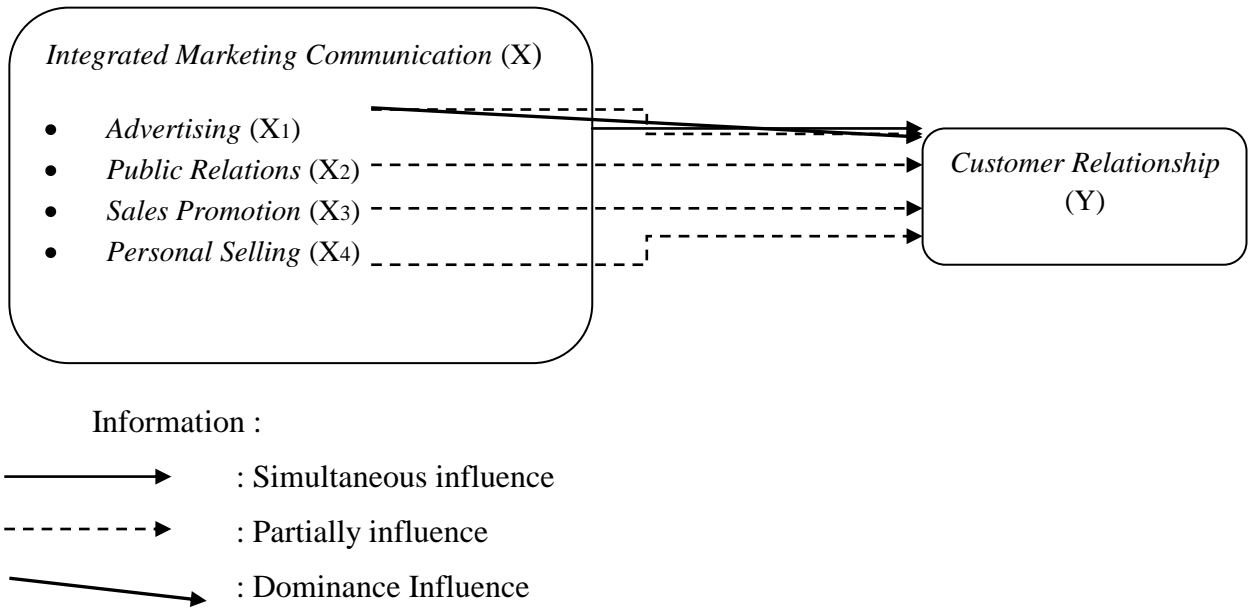 Integrated Marketing Communication (X)
• Advertising (X1)
• Public Relations (X2)
• Sales Promotion (X3)
• Personal Selling (X4)
Customer Relationship
(Y)
Information :
: Simultaneous influence
: Partially influence
: Dominance Influence